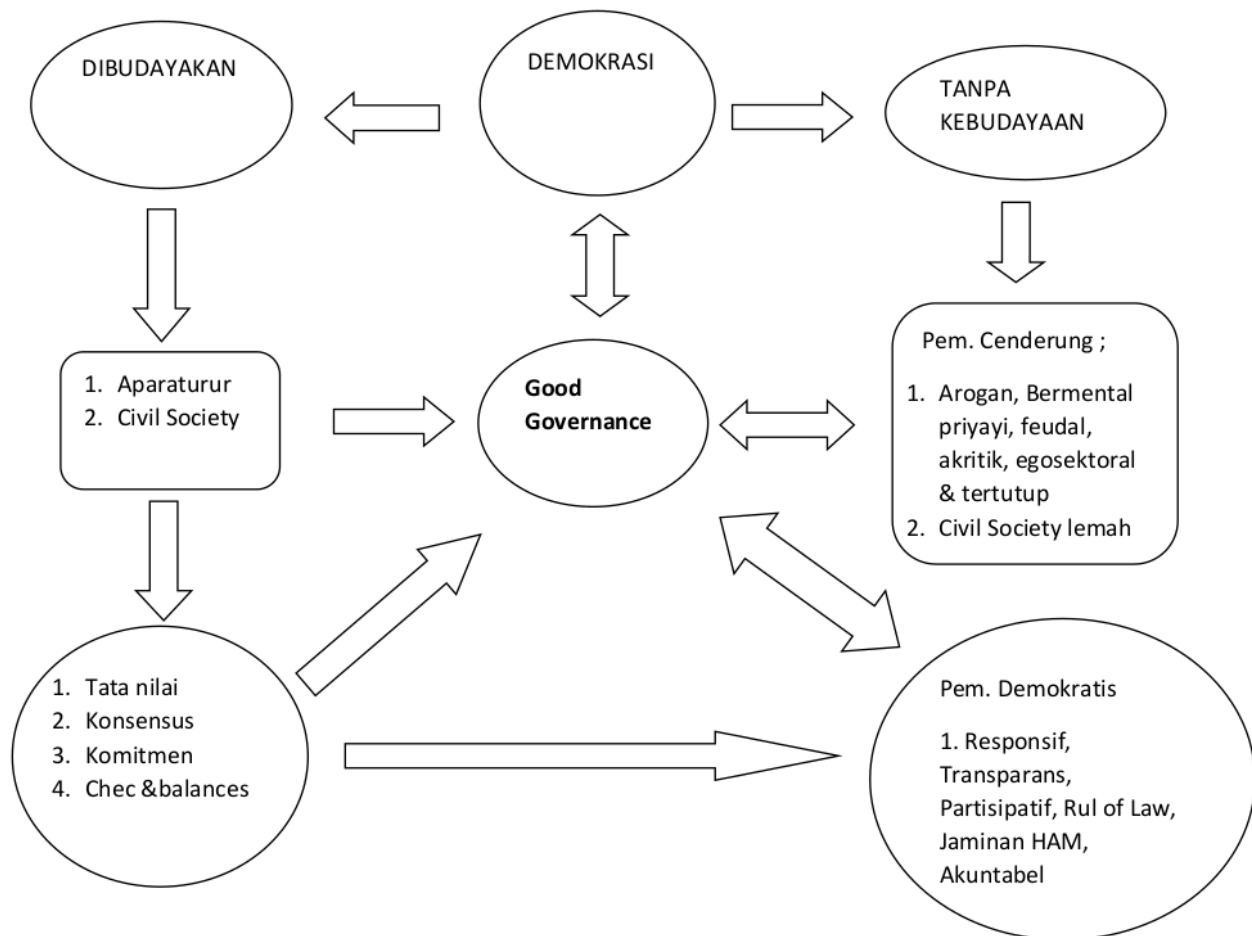 DIBUDAYAKAN
DEMOKRASI
TANPA
KEBUDAYAAN
1. Aparaturur
2. Civil Society
Good
Governance
Pem. Cenderung ;
1. Arogan, Bermental
priyayi, feudal,
akritik, egosektoral
& tertutup
2. Civil Society lemah
1. Tata nilai
2. Konsensus
3. Komitmen
4. Chec &balances
Pem. Demokratis
1. Responsif,
Transparans,
Partisipatif, Rul of Law,
Jaminan HAM,
Akuntabel